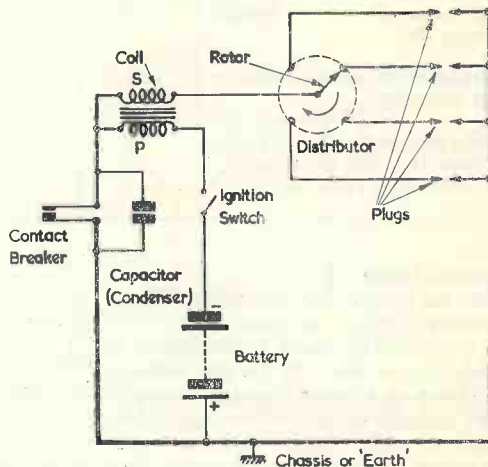 Coil
S
P
Rotor
Distributor
Plugs
Ignition
Switch
Contact
Breaker
Capacitor
(Condenser)
−
Battery
+
Chassis or 'Earth'